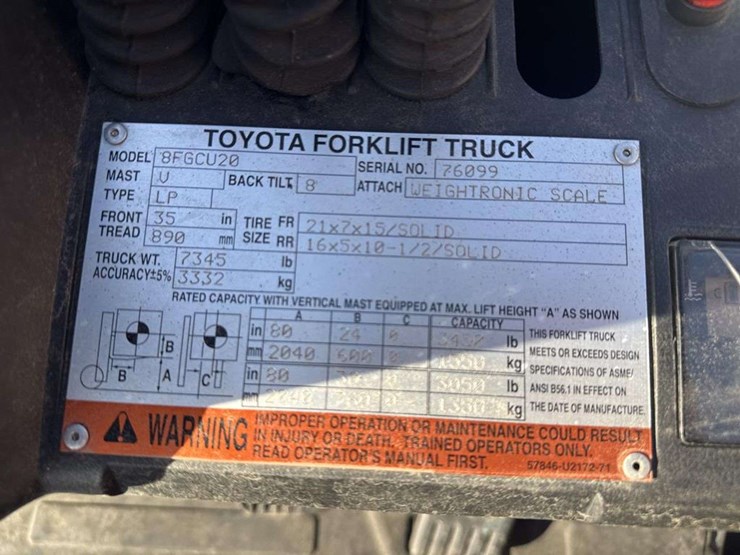 TOYOTA FORKLIFT TRUCK
MODEL 8FGCU20 SERIAL NO. 76099
MAST V BACK TILT 8 ATTACH WEIGHTRONIC SCALE
TYPE LP
FRONT TREAD 35 in TIRE SIZE FR 21x7x15/SOLID
890 mm RR 16x5x10-1/2/SOLID
TRUCK WT. 7345 lb
ACCURACY±5% 3332 kg
RATED CAPACITY WITH VERTICAL MAST EQUIPPED AT MAX. LIFT HEIGHT "A" AS SHOWN
A B C CAPACITY
in 80 24 0 lb THIS FORKLIFT TRUCK
mm 2040 600 0 kg MEETS OR EXCEEDS DESIGN
SPECIFICATIONS OF ASME/
in 80 0 3050 lb ANSI B56.1 IN EFFECT ON
mm kg THE DATE OF MANUFACTURE.
B
B A C
WARNING
IMPROPER OPERATION OR MAINTENANCE COULD RESULT
IN INJURY OR DEATH. TRAINED OPERATORS ONLY.
READ OPERATOR'S MANUAL FIRST.
57846-U2172-71